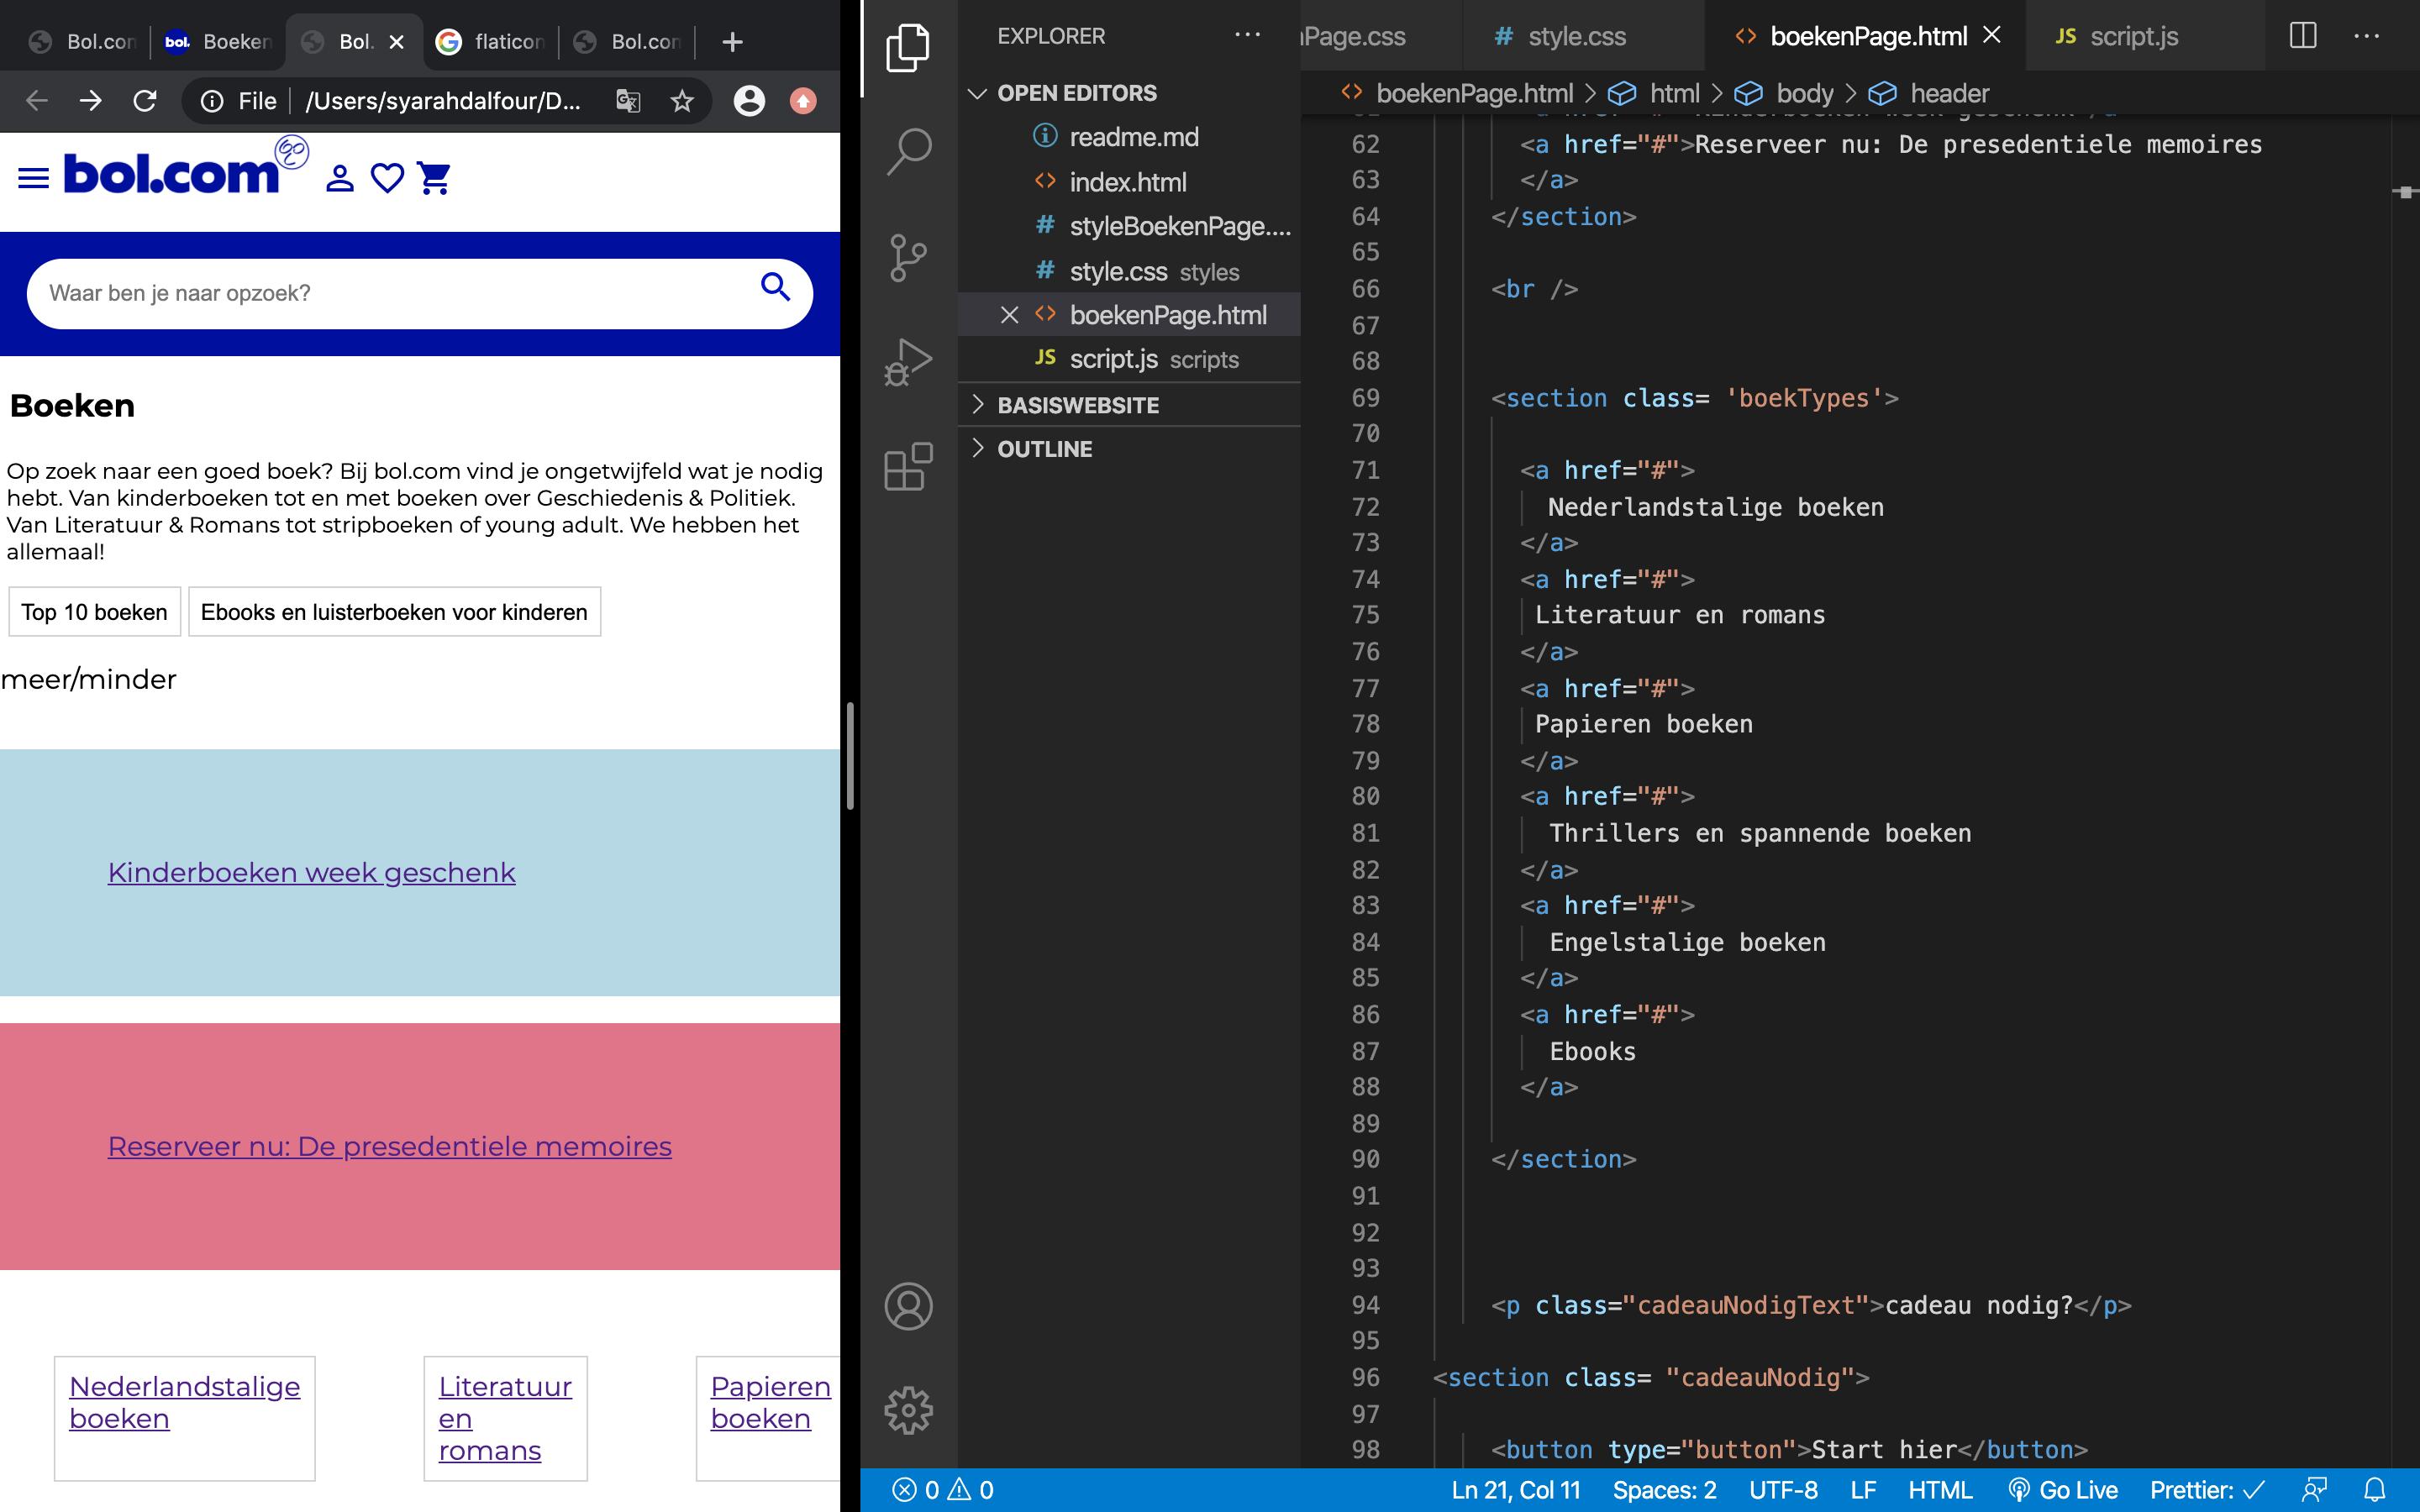 Bol.con
Boeken
Bol.
flaticon
Bol.con
File
/Users/syarahdalfour/D...
bol.com
Waar ben je naar opzoek?
Boeken
Op zoek naar een goed boek? Bij bol.com vind je ongetwijfeld wat je nodig
hebt. Van kinderboeken tot en met boeken over Geschiedenis & Politiek.
Van Literatuur & Romans tot stripboeken of young adult. We hebben het
allemaal!
Top 10 boeken
Ebooks en luisterboeken voor kinderen
meer/minder
Kinderboeken week geschenk
Reserveer nu: De presedentiele memoires
Nederlandstalige
boeken
Literatuur
en
romans
Papieren
boeken
EXPLORER
OPEN EDITORS
readme.md
index.html
styleBoekenPage....
style.css styles
boekenPage.html
script.js scripts
BASISWEBSITE
OUTLINE
Page.css
style.css
boekenPage.html
script.js
boekenPage.html > html > body > header
62 <a href="#">Reserveer nu: De presedentiele memoires
63 </a>
64 </section>
65
66 <br />
67
68
69 <section class= 'boekTypes'>
70
71 <a href="#">
72 Nederlandstalige boeken
73 </a>
74 <a href="#">
75 Literatuur en romans
76 </a>
77 <a href="#">
78 Papieren boeken
79 </a>
80 <a href="#">
81 Thrillers en spannende boeken
82 </a>
83 <a href="#">
84 Engelstalige boeken
85 </a>
86 <a href="#">
87 Ebooks
88 </a>
89
90 </section>
91
92
93
94 <p class="cadeauNodigText">cadeau nodig?</p>
95
96 <section class= "cadeauNodig">
97
98 <button type="button">Start hier</button>
0 0
Ln 21, Col 11
Spaces: 2
UTF-8
LF
HTML
Go Live
Prettier: ✓